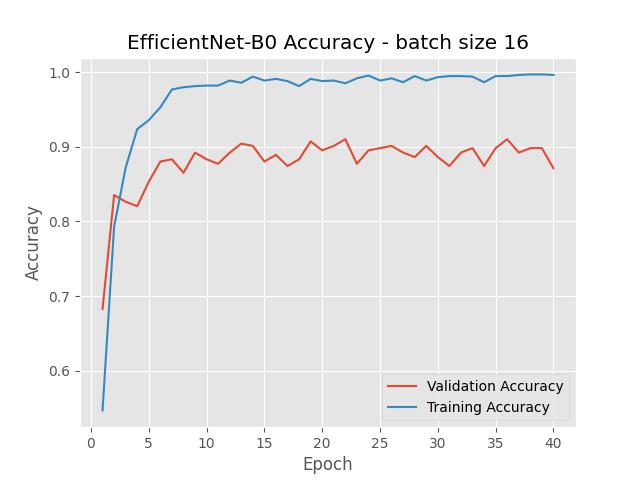 EfficientNet-B0 Accuracy - batch size 16
1.0
0.9
0.8
0.7
0.6
Accuracy
0 5 10 15 20 25 30 35 40
Epoch
Validation Accuracy
Training Accuracy